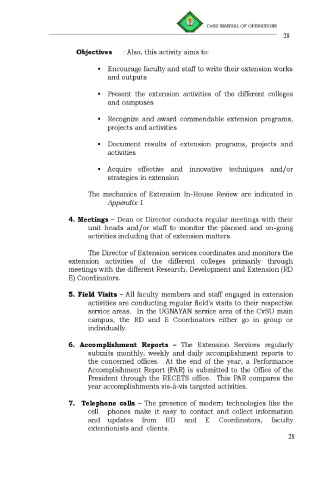 CvSU MANUAL OF OPERATIONS
28
Objectives : Also, this activity aims to:
▪ Encourage faculty and staff to write their extension works
and outputs
▪ Present the extension activities of the different colleges
and campuses
▪ Recognize and award commendable extension programs,
projects and activities
▪ Document results of extension programs, projects and
activities
▪ Acquire effective and innovative techniques and/or
strategies in extension
The mechanics of Extension In-House Review are indicated in
Appendix 1.
4. Meetings – Dean or Director conducts regular meetings with their
unit heads and/or staff to monitor the planned and on-going
activities including that of extension matters.
The Director of Extension services coordinates and monitors the
extension activities of the different colleges primarily through
meetings with the different Research, Development and Extension (RD
E) Coordinators.
5. Field Visits – All faculty members and staff engaged in extension
activities are conducting regular field's visits to their respective
service areas. In the UGNAYAN service area of the CvSU main
campus, the RD and E Coordinators either go in group or
individually.
6. Accomplishment Reports – The Extension Services regularly
submits monthly, weekly and daily accomplishment reports to
the concerned offices. At the end of the year, a Performance
Accomplishment Report (PAR) is submitted to the Office of the
President through the RECETS office. This PAR compares the
year accomplishments vis-à-vis targeted activities.
7. Telephone calls – The presence of modern technologies like the
cell phones make it easy to contact and collect information
and updates from RD and E Coordinators, faculty
extentionists and clients.
28